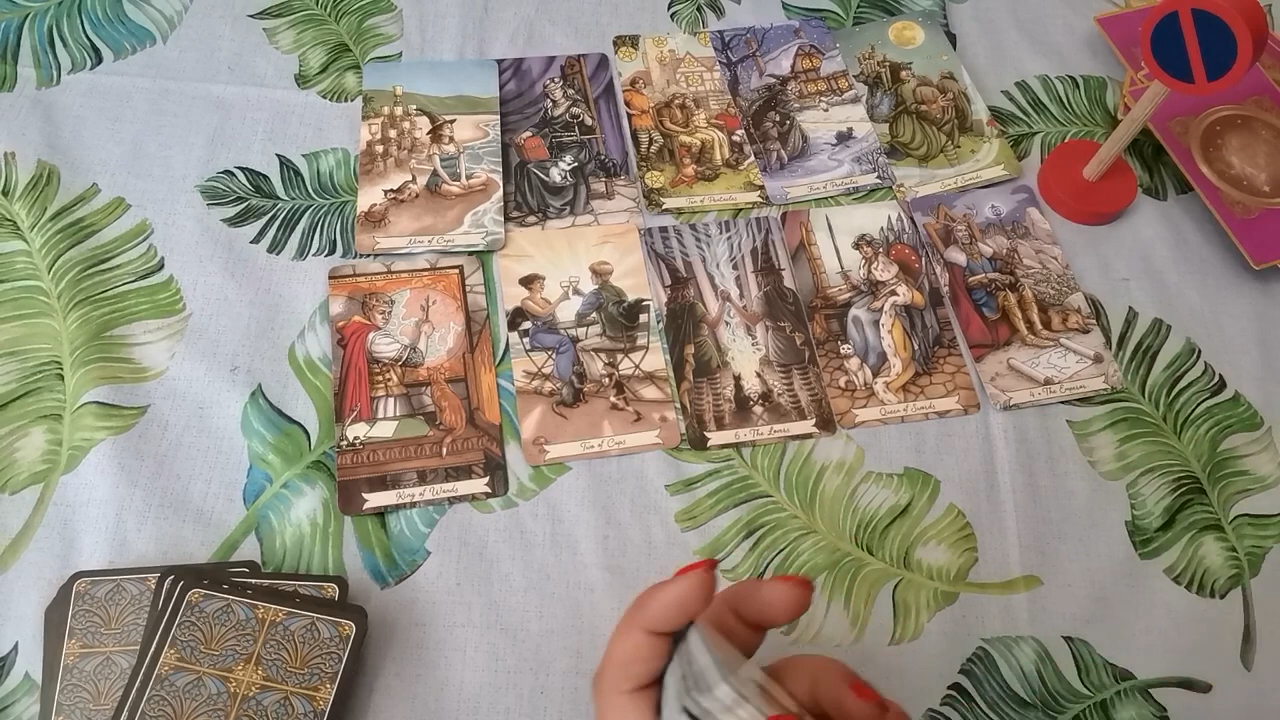 Nine of Cups
Ten of Pentacles
Five of Pentacles
Six of Swords
King of Wands
Two of Cups
6 • The Lovers
Queen of Swords
4 • The Emperor